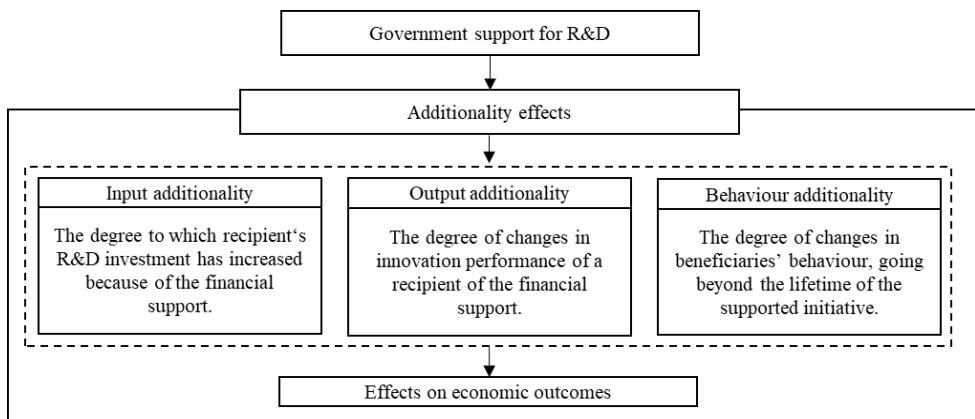 Government support for R&D
Additionality effects
Input additionality
The degree to which recipient‘s
R&D investment has increased
because of the financial
support.
Output additionality
The degree of changes in
innovation performance of a
recipient of the financial
support.
Behaviour additionality
The degree of changes in
beneficiaries’ behaviour, going
beyond the lifetime of the
supported initiative.
Effects on economic outcomes